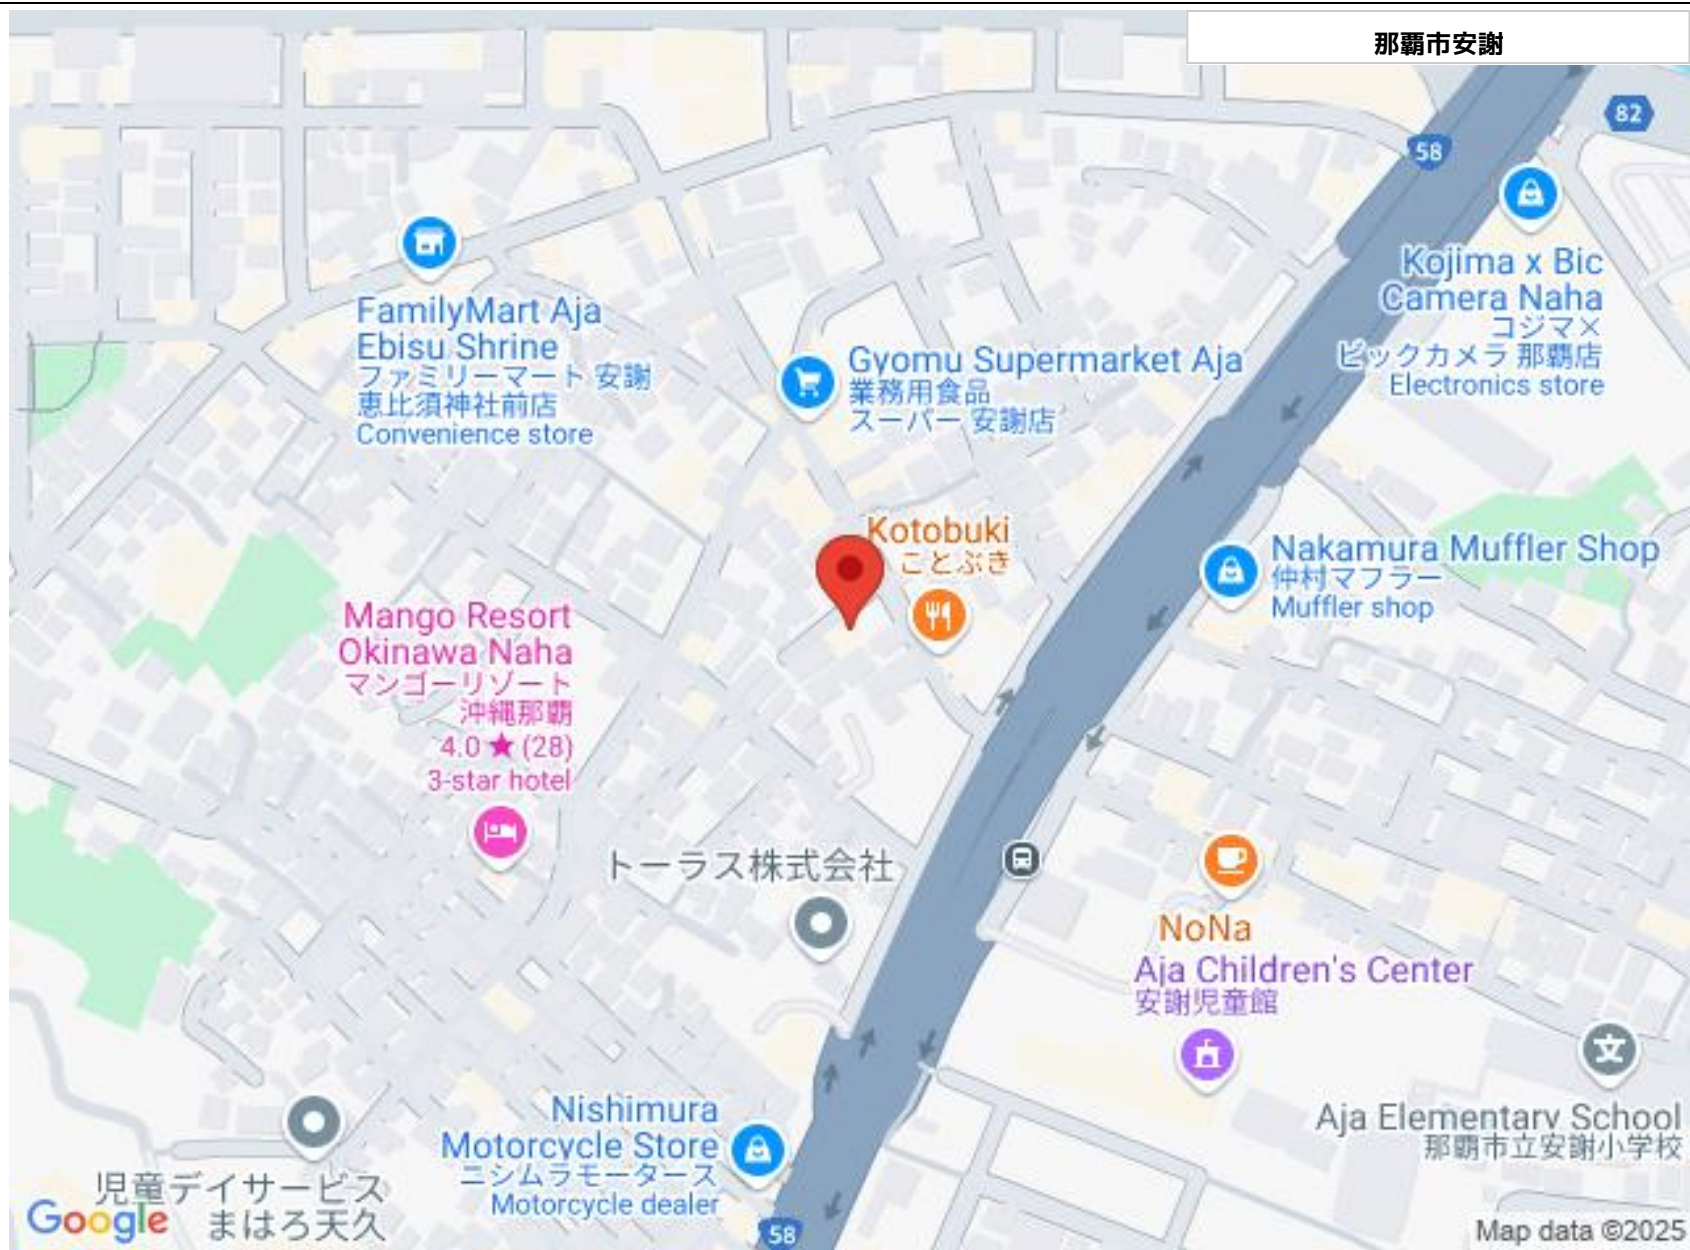 那覇市安謝
82
58
FamilyMart Aja
Ebisu Shrine
ファミリーマート 安謝
恵比須神社前店
Convenience store
Kojima x Bic
Camera Naha
コジマ×
ビックカメラ 那覇店
Electronics store
Gyomu Supermarket Aja
業務用食品
スーパー 安謝店
Kotobuki
ことぶき
Nakamura Muffler Shop
仲村マフラー
Muffler shop
Mango Resort
Okinawa Naha
マンゴーリゾート
沖縄那覇
4.0 ★ (28)
3-star hotel
トーラス株式会社
NoNa
Aja Children's Center
安謝児童館
文
Aja Elementary School
那覇市立安謝小学校
Nishimura
Motorcycle Store
ニシムラモータース
Motorcycle dealer
児童デイサービス
まはろ天久
Google
58
Map data ©2025